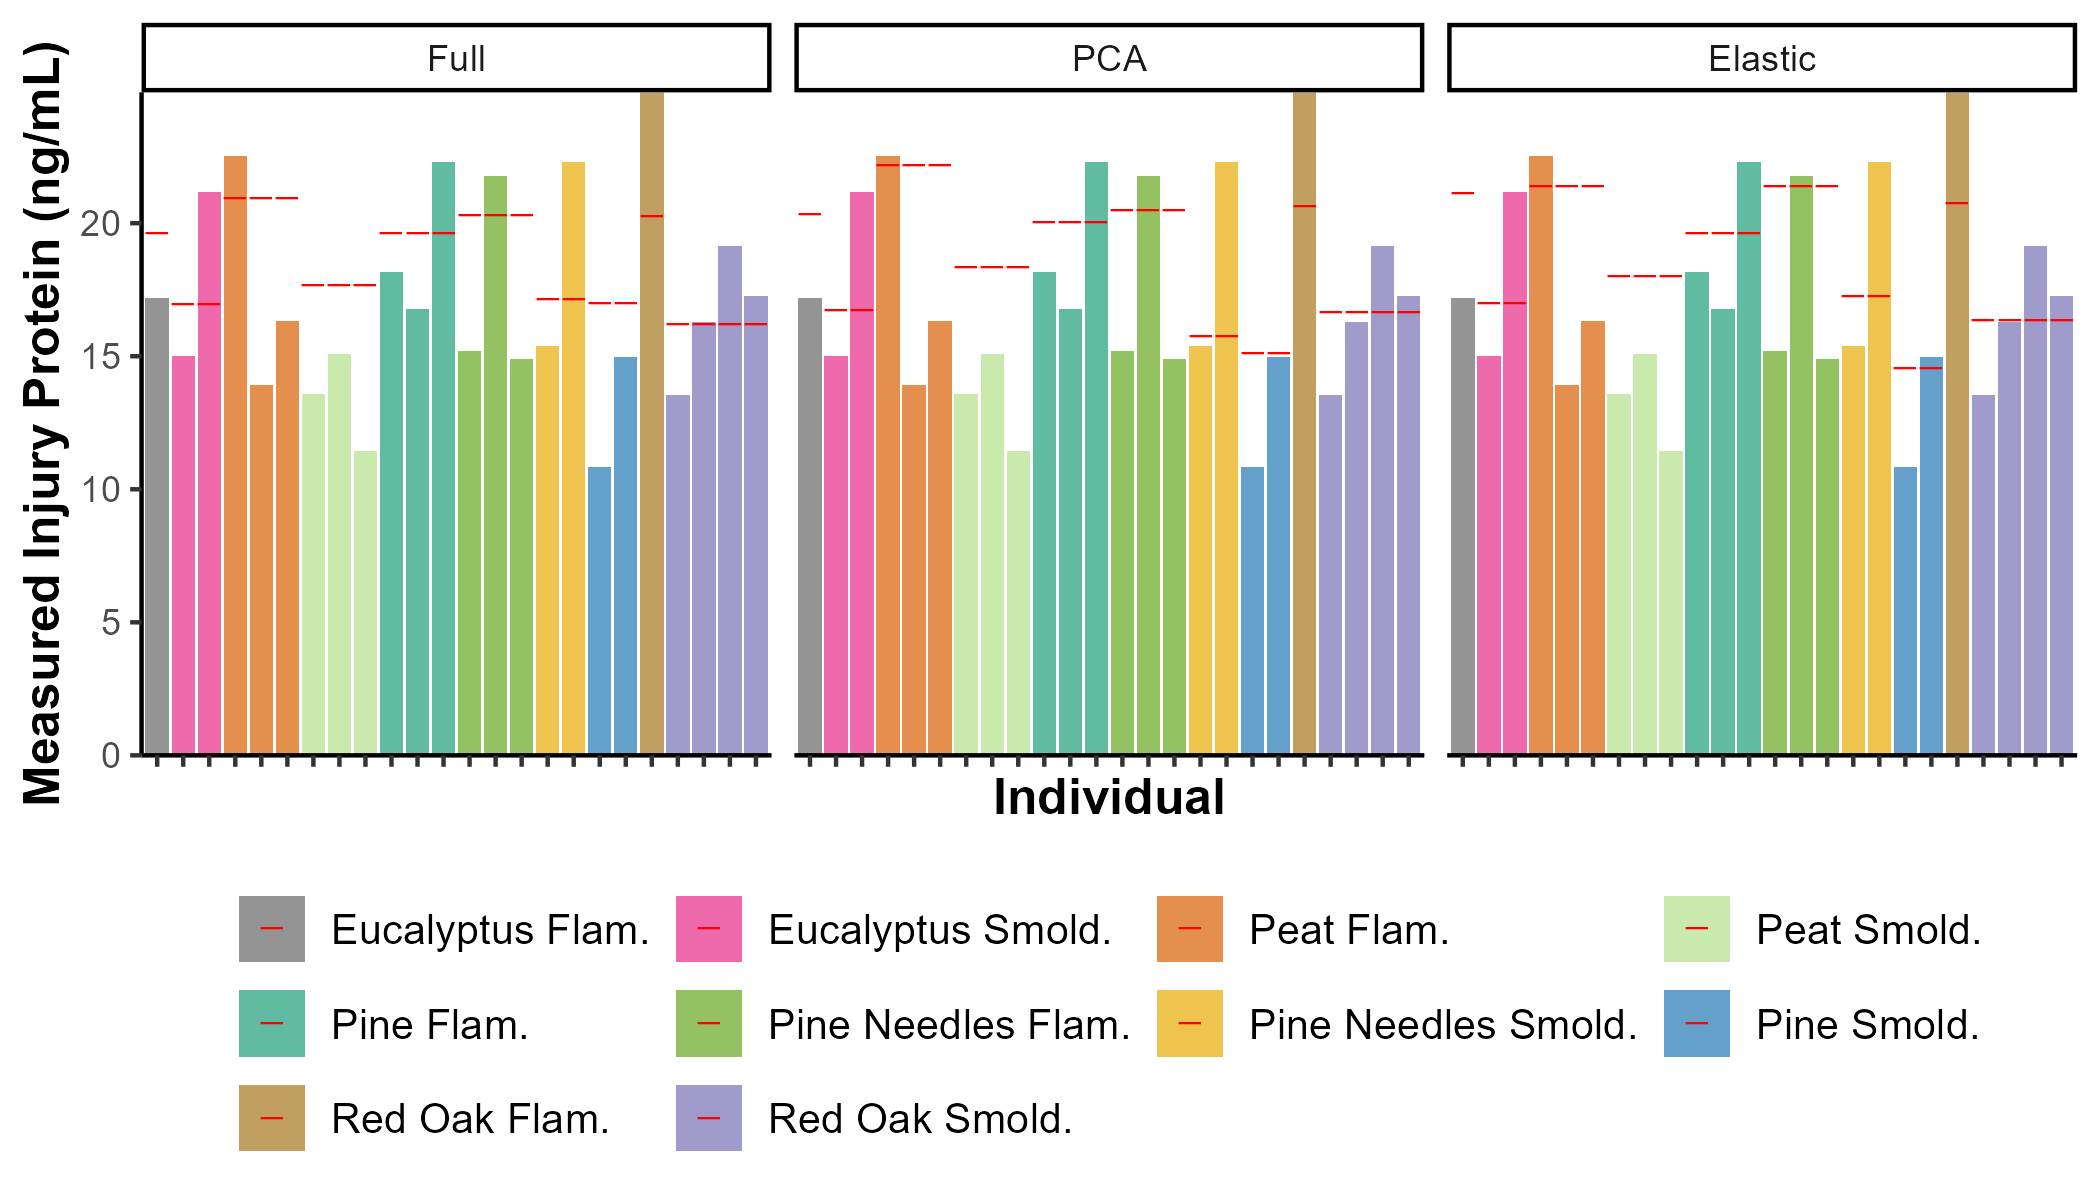 Full
PCA
Elastic
Measured Injury Protein (ng/mL)
20
15
10
5
0
Individual
Eucalyptus Flam.
Eucalyptus Smold.
Peat Flam.
Peat Smold.
Pine Flam.
Pine Needles Flam.
Pine Needles Smold.
Pine Smold.
Red Oak Flam.
Red Oak Smold.